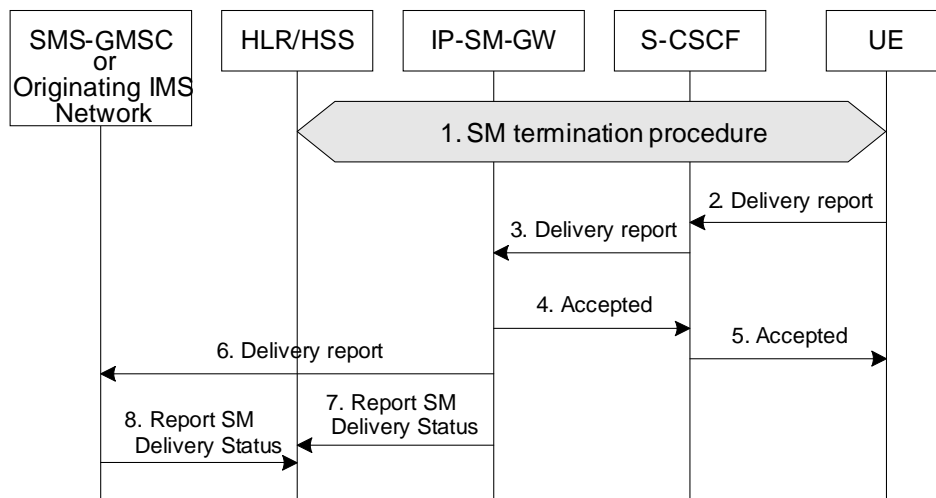 SMS-GMSC
or
Originating IMS
Network
HLR/HSS
IP-SM-GW
S-CSCF
UE
1. SM termination procedure
2. Delivery report
3. Delivery report
4. Accepted
5. Accepted
6. Delivery report
7. Report SM
Delivery Status
8. Report SM
Delivery Status